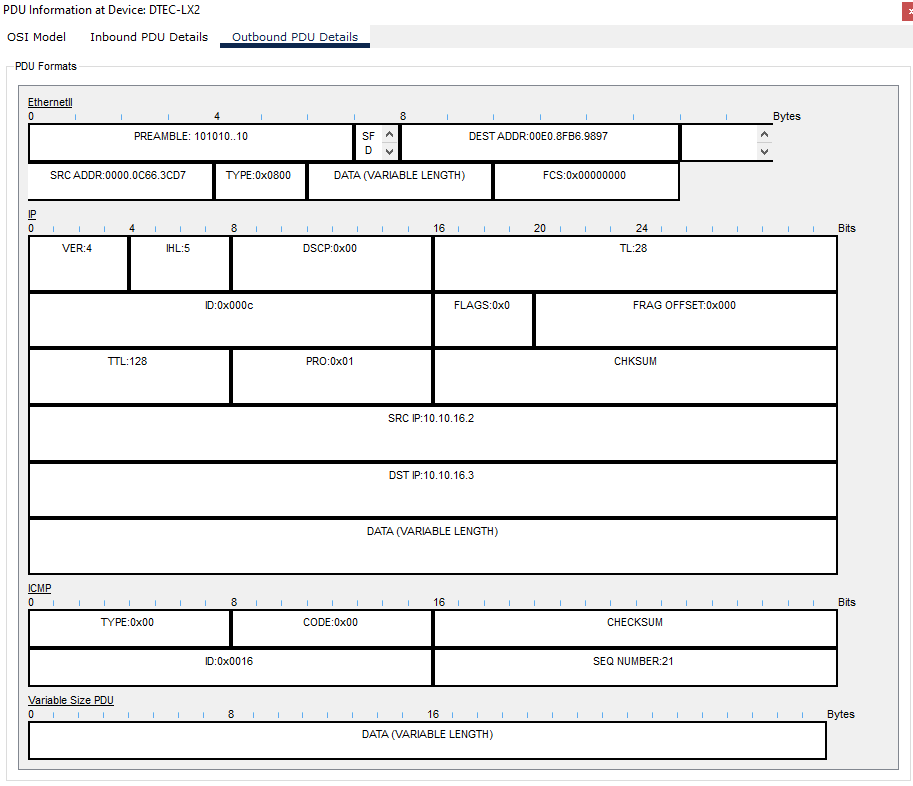 PDU Information at Device: DTEC-LX2
OSI Model Inbound PDU Details Outbound PDU Details
PDU Formats
EthernetII
0 4 8 Bytes
PREAMBLE: 101010..10 SF D DEST ADDR:00E0.8FB6.9897
SRC ADDR:0000.0C66.3CD7 TYPE:0x0800 DATA (VARIABLE LENGTH) FCS:0x00000000
IP
0 4 8 16 20 24 Bits
VER:4 IHL:5 DSCP:0x00 TL:28
ID:0x000c FLAGS:0x0 FRAG OFFSET:0x000
TTL:128 PRO:0x01 CHKSUM
SRC IP:10.10.16.2
DST IP:10.10.16.3
DATA (VARIABLE LENGTH)
ICMP
0 8 16 Bits
TYPE:0x00 CODE:0x00 CHECKSUM
ID:0x0016 SEQ NUMBER:21
Variable Size PDU
0 8 16 Bytes
DATA (VARIABLE LENGTH)